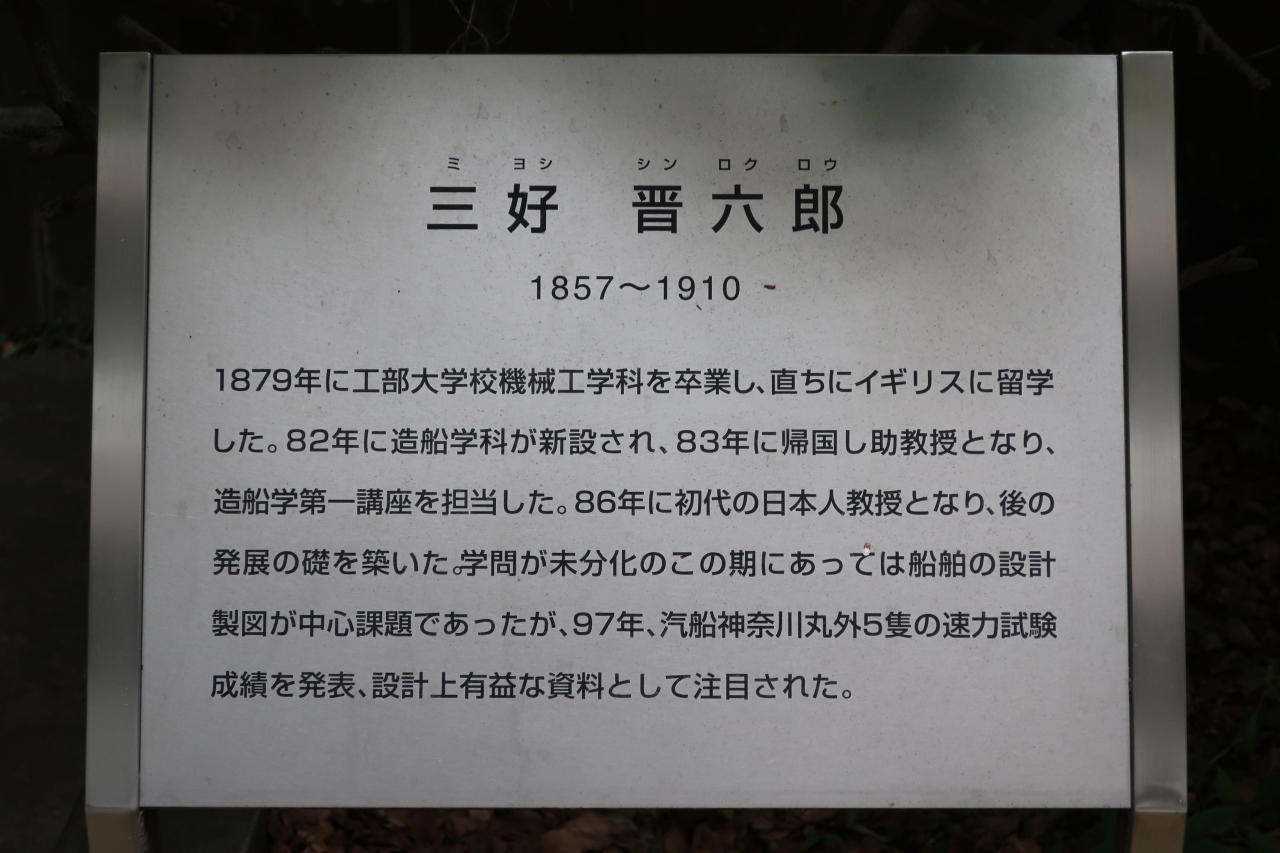 ミ ヨシ シン ロク ロウ
三好 晋六郎
1857〜1910
1879年に工部大学校機械工学科を卒業し、直ちにイギリスに留学
した。82年に造船学科が新設され、83年に帰国し助教授となり、
造船学第一講座を担当した。86年に初代の日本人教授となり、後の
発展の礎を築いた。学問が未分化のこの期にあっては船舶の設計
製図が中心課題であったが、97年、汽船神奈川丸外5隻の速力試験
成績を発表、設計上有益な資料として注目された。